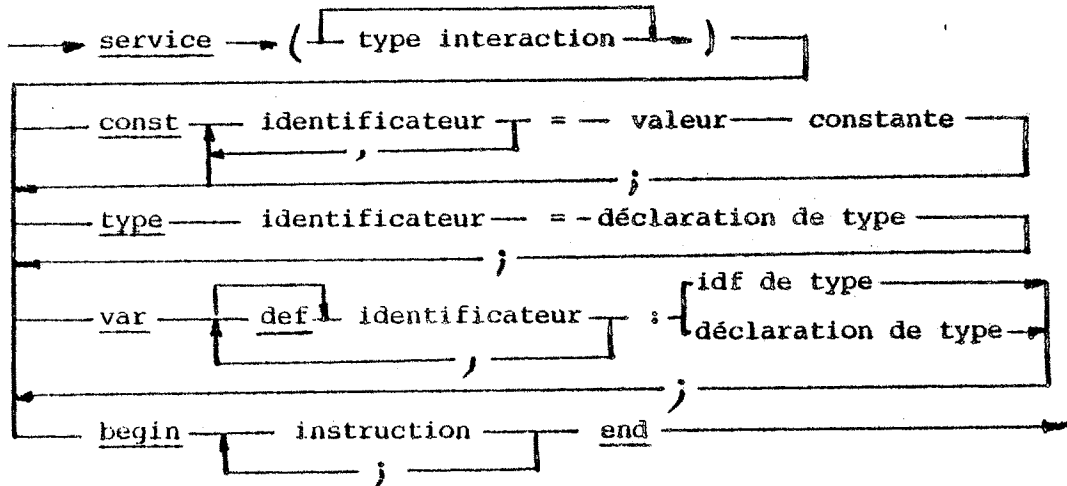 service ( type interaction )
const identificateur = valeur constante
,
;
type identificateur = déclaration de type
;
idf de type
var def identificateur :
déclaration de type
,
;
begin instruction end
;